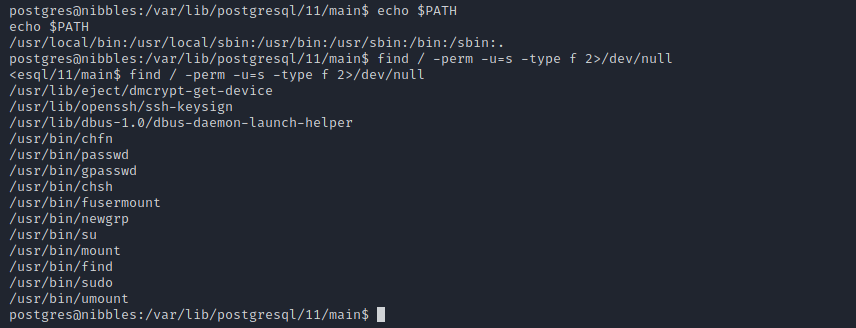 postgres@nibbles:/var/lib/postgresql/11/main$ echo $PATH
echo $PATH
/usr/local/bin:/usr/local/sbin:/usr/bin:/usr/sbin:/bin:/sbin:.
postgres@nibbles:/var/lib/postgresql/11/main$ find / -perm -u=s -type f 2>/dev/null
<esql/11/main$ find / -perm -u=s -type f 2>/dev/null
/usr/lib/eject/dmcrypt-get-device
/usr/lib/openssh/ssh-keysign
/usr/lib/dbus-1.0/dbus-daemon-launch-helper
/usr/bin/chfn
/usr/bin/passwd
/usr/bin/gpasswd
/usr/bin/chsh
/usr/bin/fusermount
/usr/bin/newgrp
/usr/bin/su
/usr/bin/mount
/usr/bin/find
/usr/bin/sudo
/usr/bin/umount
postgres@nibbles:/var/lib/postgresql/11/main$